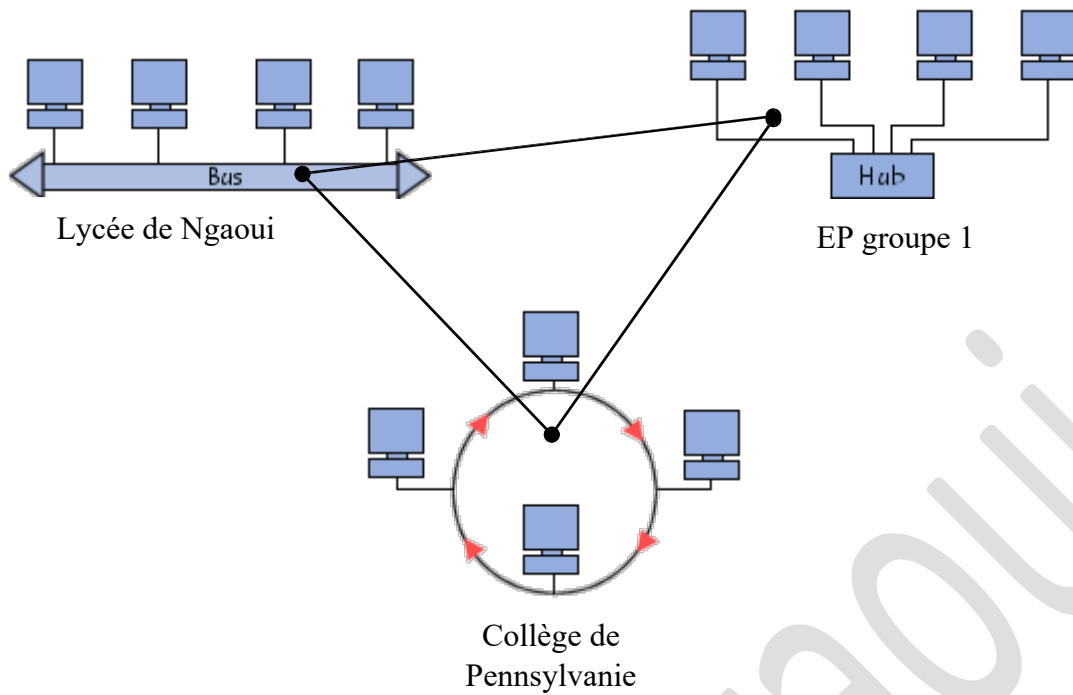 Bus
Hub
Lycée de Ngaoui
EP groupe 1
Collège de
Pennsylvanie